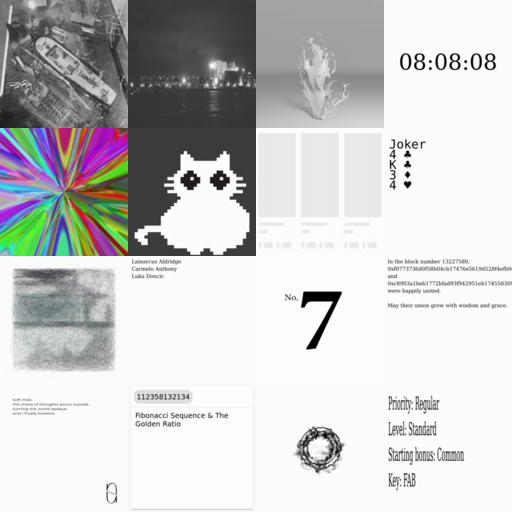 08:08:08
Joker
4 ♣
K ♣
3 ♦
4 ♥
Lamarcus Aldridge
Carmelo Anthony
Luka Doncic
No. 7
In the block number 13227580,
and
were happily united.
May their union grow with wisdom and grace.
Soft mist,
the chaos of thoughts pours outside
turning the world opaque.
and I finally breathe.
112358132134
Fibonacci Sequence & The
Golden Ratio
Priority: Regular
Level: Standard
Starting bonus: Common
Key: FAB